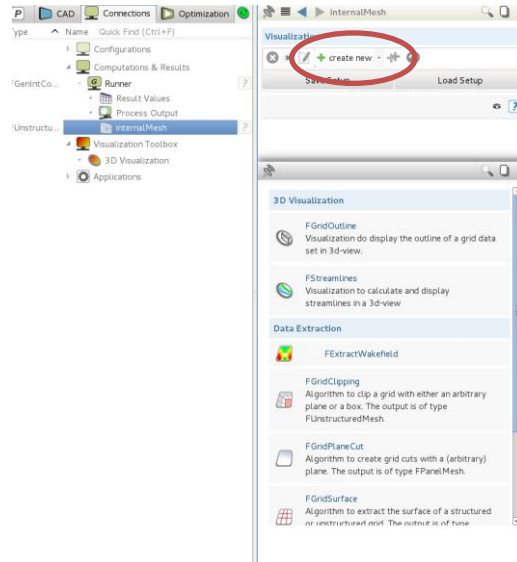 P CAD Connections Optimization
ype Name Quick Find (Ctrl+F)
Configurations
Computations & Results
FGenIntCo... G Runner ?
Result Values
Process Output
FUnstructu... internalMesh
Visualization Toolbox
3D Visualization
Applications
internalMesh
Visualization
+ create new
Save Setup Load Setup
?
3D Visualization
FGridOutline
Visualization do display the outline of a grid data
set in 3d-view.
FStreamlines
Visualization to calculate and display
streamlines in a 3d-view
Data Extraction
FExtractWakefield
FGridClipping
Algorithm to clip a grid with either an arbitrary
plane or a box. The output is of type
FUnstructuredMesh.
FGridPlaneCut
Algorithm to create grid cuts with a (arbitrary)
plane. The output is of type FPanelMesh.
FGridSurface
Algorithm to extract the surface of a structured
or unstructured grid. The output is of type